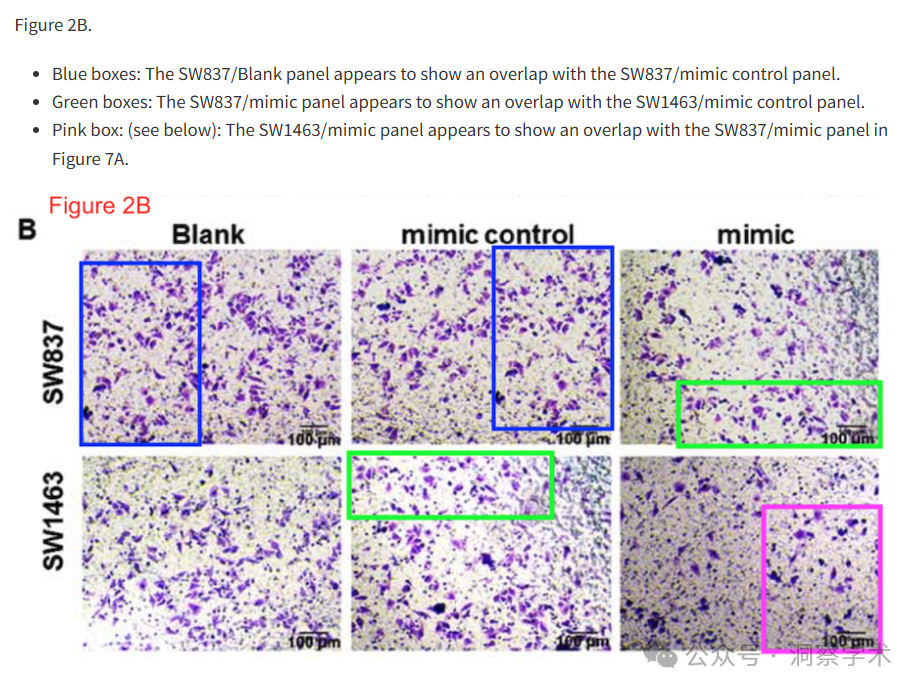 Figure 2B.
• Blue boxes: The SW837/Blank panel appears to show an overlap with the SW837/mimic control panel.
• Green boxes: The SW837/mimic panel appears to show an overlap with the SW1463/mimic control panel.
• Pink box: (see below): The SW1463/mimic panel appears to show an overlap with the SW837/mimic panel in
Figure 7A.
Figure 2B
B
Blank mimic control mimic
SW837
100 μm 100 μm 100 μm
SW1463
100 μm 100 μm 100 μm
公众号 · 洞察学术